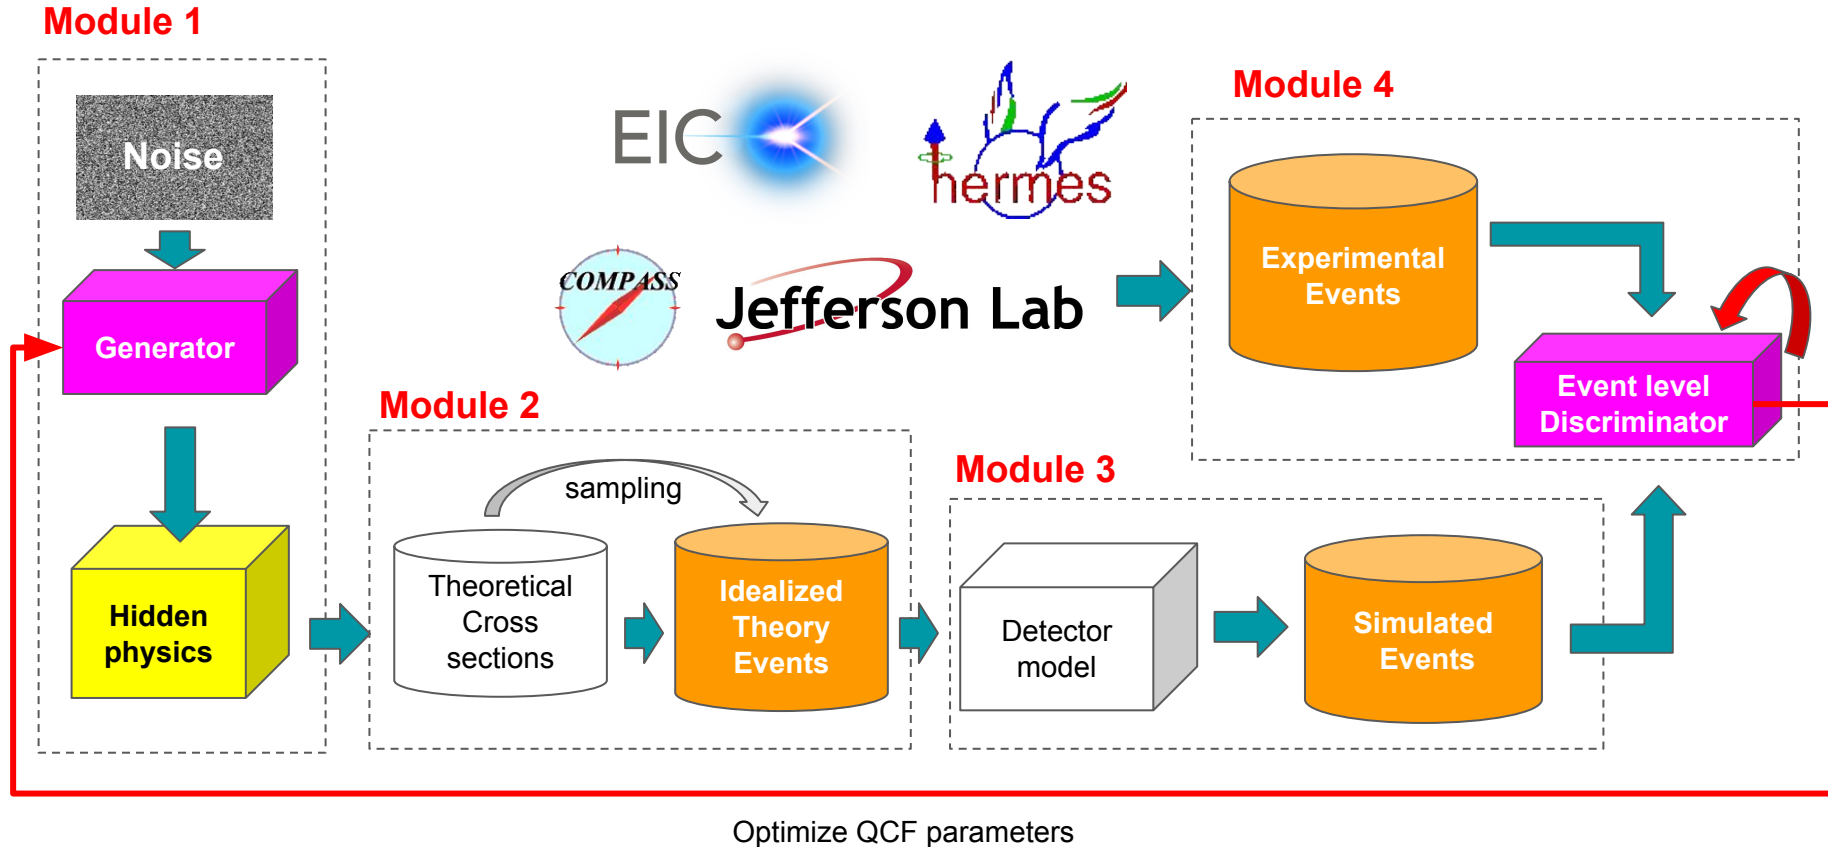 Module 1
Noise
Generator
Hidden
physics
EIC
hermes
COMPASS
Jefferson Lab
Module 2
sampling
Theoretical
Cross
sections
Idealized
Theory
Events
Module 3
Detector
model
Simulated
Events
Module 4
Experimental
Events
Event level
Discriminator
Optimize QCF parameters